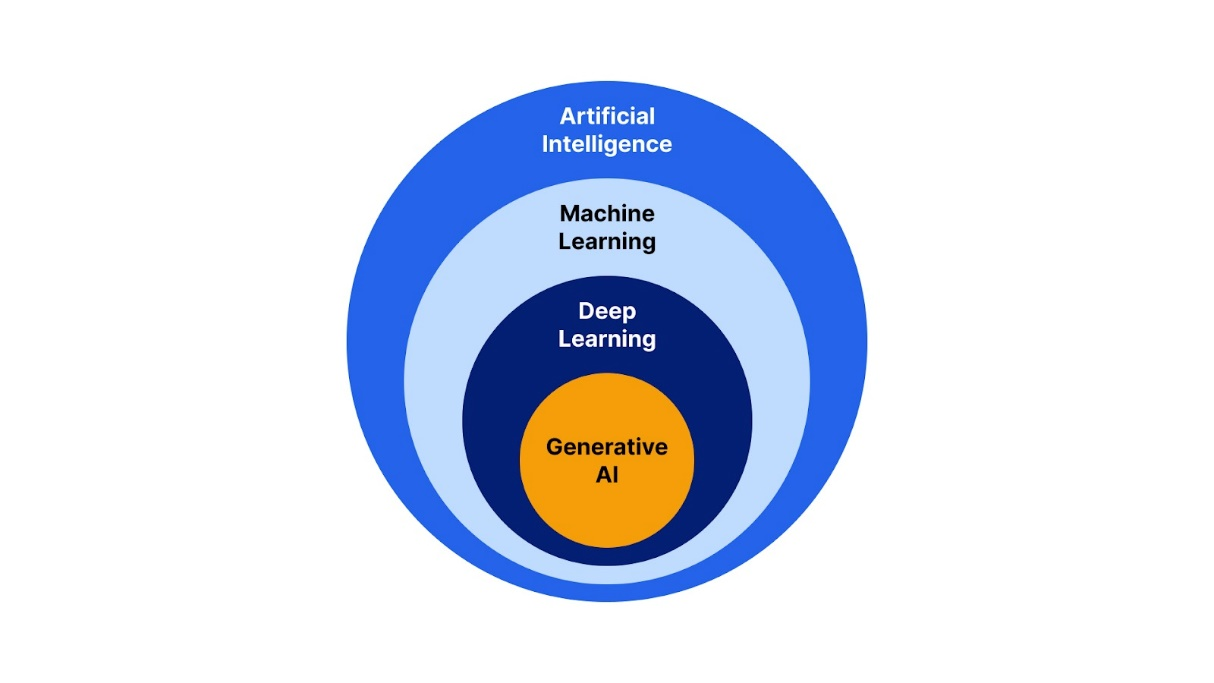 Artificial
Intelligence
Machine
Learning
Deep
Learning
Generative
AI